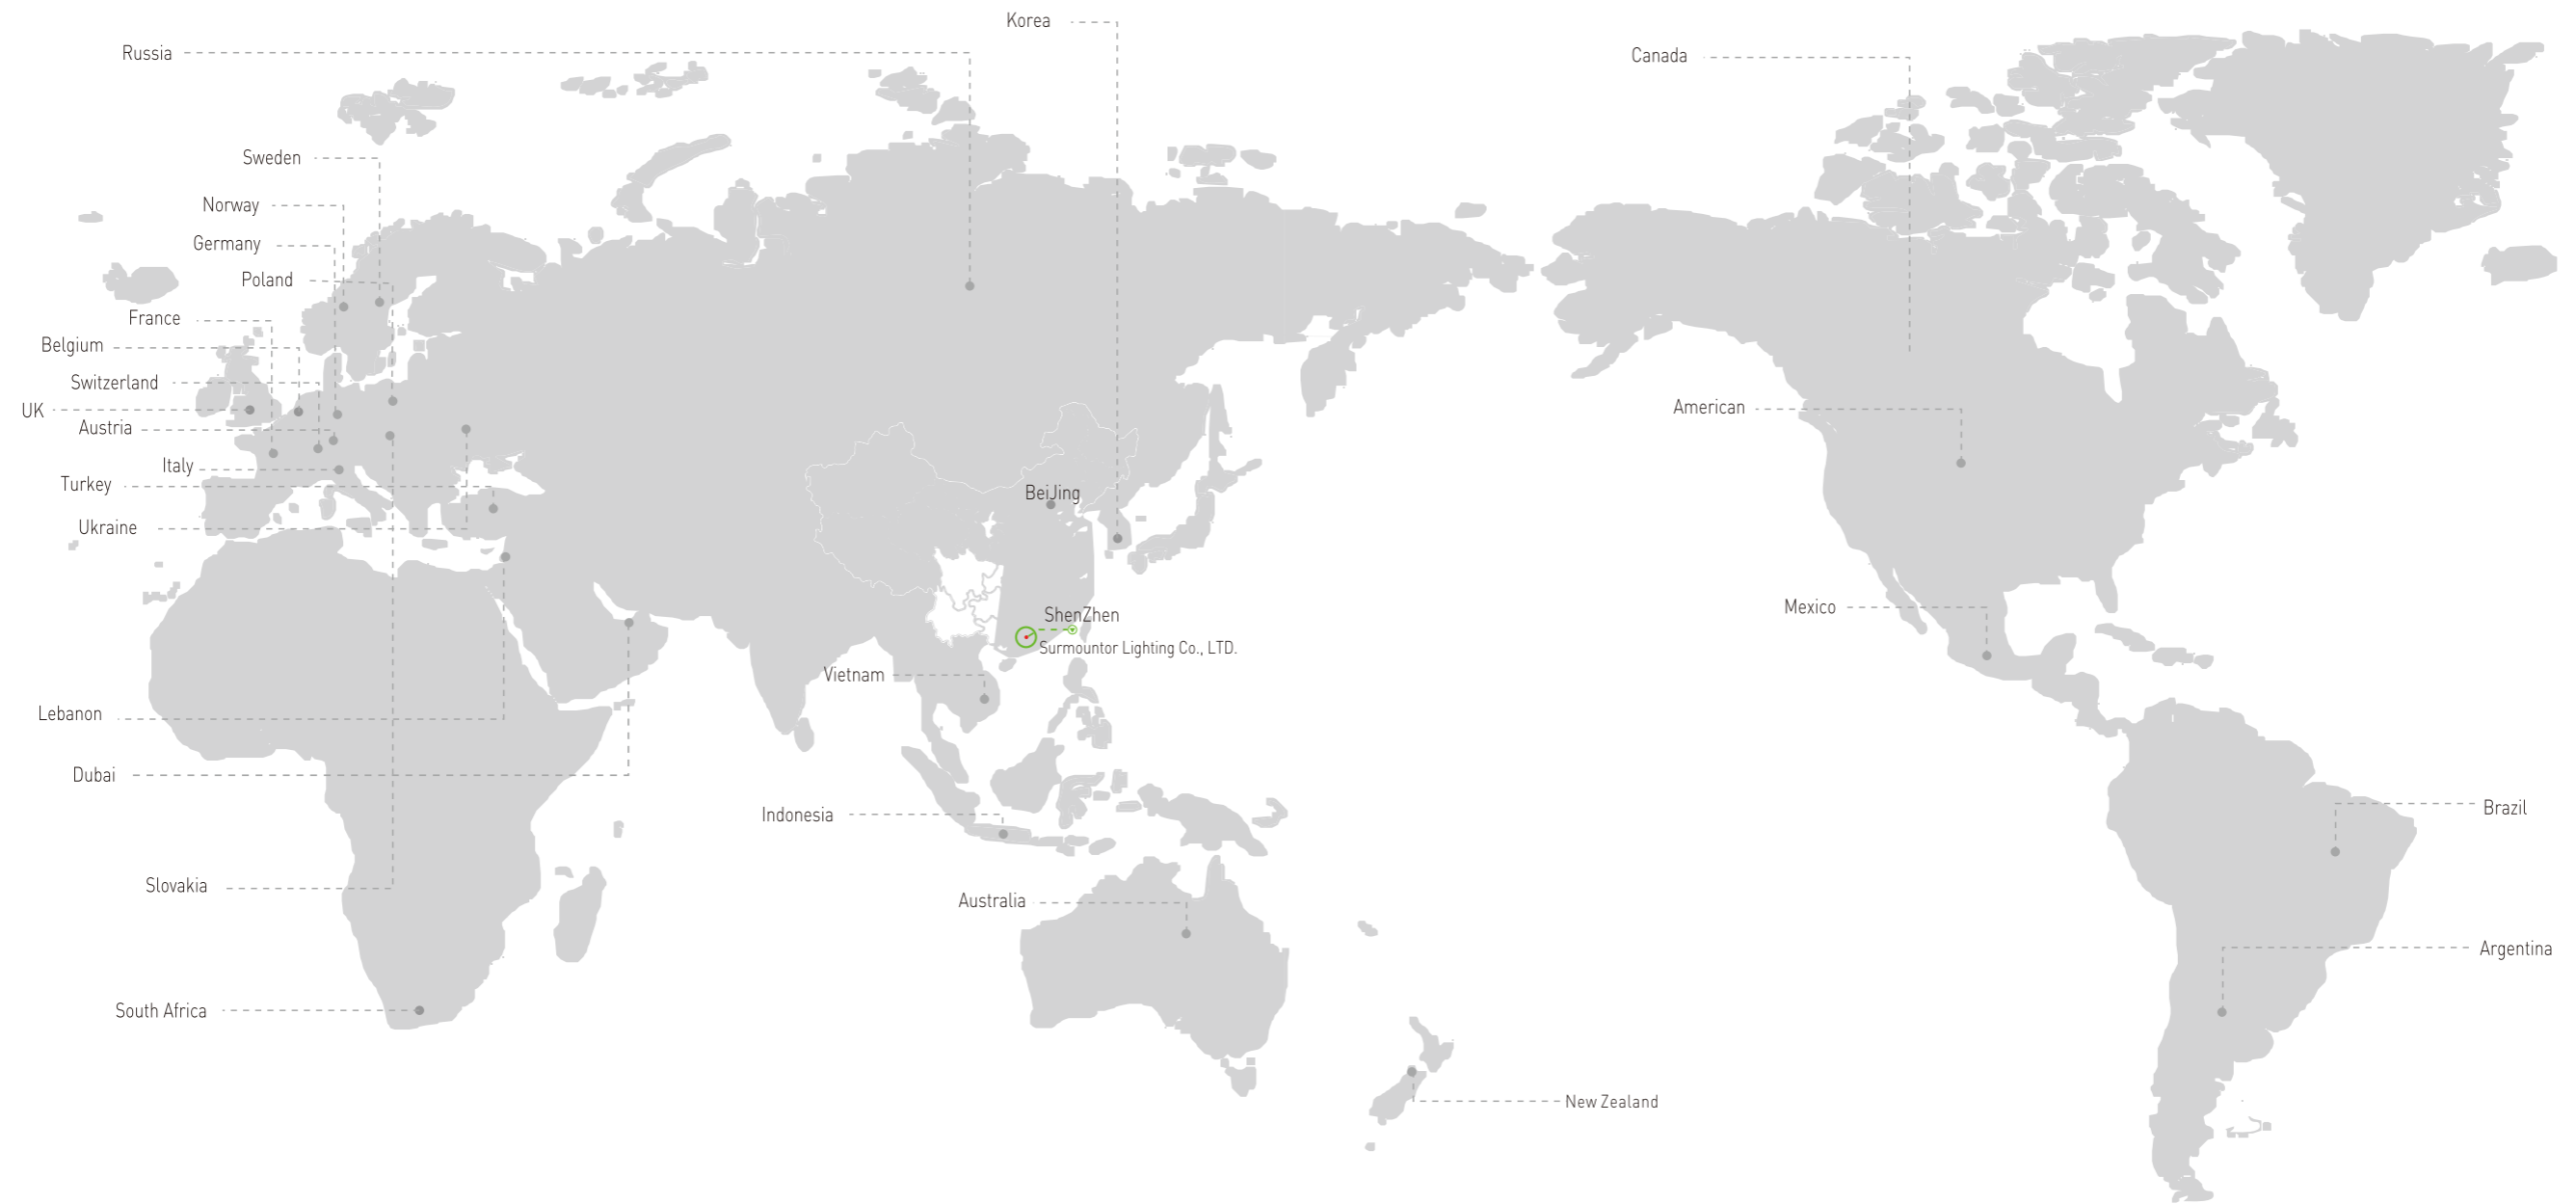 Korea
Russia
Canada
Sweden
Norway
Germany
Poland
France
Belgium
Switzerland
UK
American
Austria
Italy
Turkey
BeiJing
Ukraine
Mexico
ShenZhen
Surmountor Lighting Co., LTD.
Vietnam
Lebanon
Dubai
Indonesia
Brazil
Slovakia
Australia
Argentina
South Africa
New Zealand